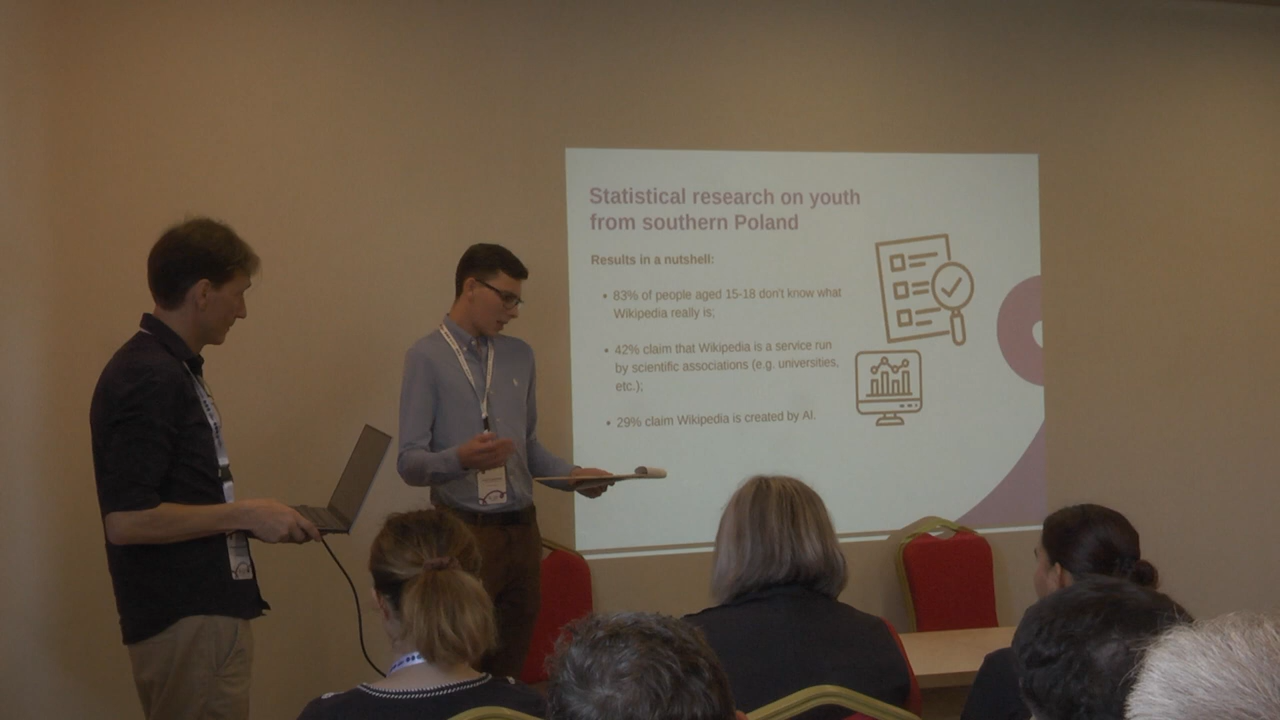 Statistical research on youth
from southern Poland
Results in a nutshell:
• 83% of people aged 15-18 don't know what
Wikipedia really is;
• 42% claim that Wikipedia is a service run
by scientific associations (e.g. universities,
etc.);
• 29% claim Wikipedia is created by AI.